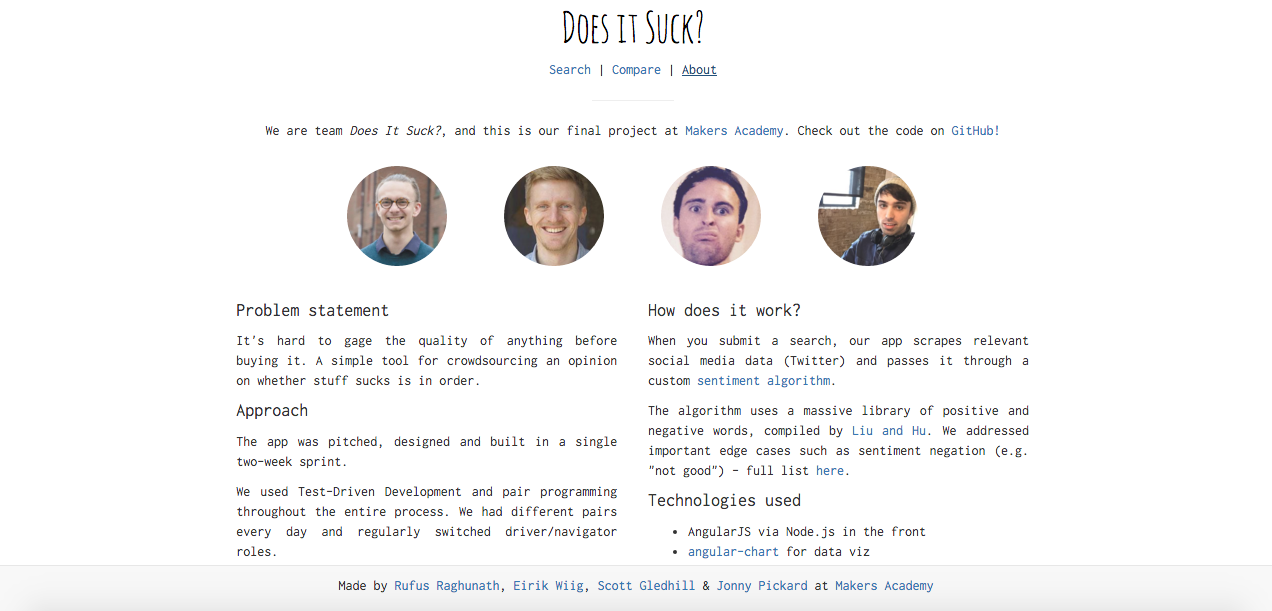 Does it Suck?
Search | Compare | About
We are team Does It Suck?, and this is our final project at Makers Academy. Check out the code on GitHub!
Problem statement
It's hard to gage the quality of anything before
buying it. A simple tool for crowdsourcing an opinion
on whether stuff sucks is in order.
Approach
The app was pitched, designed and built in a single
two-week sprint.
We used Test-Driven Development and pair programming
throughout the entire process. We had different pairs
every day and regularly switched driver/navigator
roles.
How does it work?
When you submit a search, our app scrapes relevant
social media data (Twitter) and passes it through a
custom sentiment algorithm.
The algorithm uses a massive library of positive and
negative words, compiled by Liu and Hu. We addressed
important edge cases such as sentiment negation (e.g.
"not good") - full list here.
Technologies used
• AngularJS via Node.js in the front
• angular-chart for data viz
Made by Rufus Raghunath, Eirik Wiig, Scott Gledhill & Jonny Pickard at Makers Academy